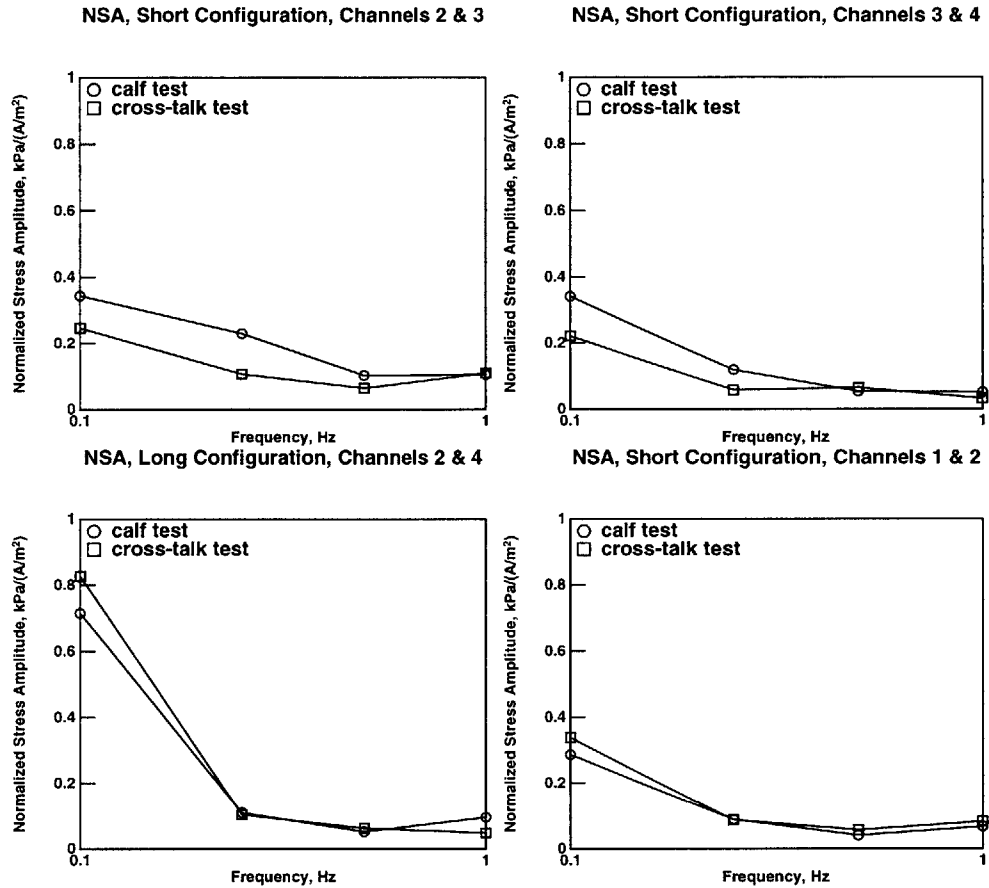 NSA, Short Configuration, Channels 2 & 3
Normalized Stress Amplitude, kPa/(A/m²)
1
0.8
0.6
0.4
0.2
0
calf test
cross-talk test
0.1
1
Frequency, Hz
NSA, Short Configuration, Channels 3 & 4
Normalized Stress Amplitude, kPa/(A/m²)
1
0.8
0.6
0.4
0.2
0
calf test
cross-talk test
0.1
1
Frequency, Hz
NSA, Long Configuration, Channels 2 & 4
Normalized Stress Amplitude, kPa/(A/m²)
1
0.8
0.6
0.4
0.2
0
calf test
cross-talk test
0.1
1
Frequency, Hz
NSA, Short Configuration, Channels 1 & 2
Normalized Stress Amplitude, kPa/(A/m²)
1
0.8
0.6
0.4
0.2
0
calf test
cross-talk test
0.1
1
Frequency, Hz